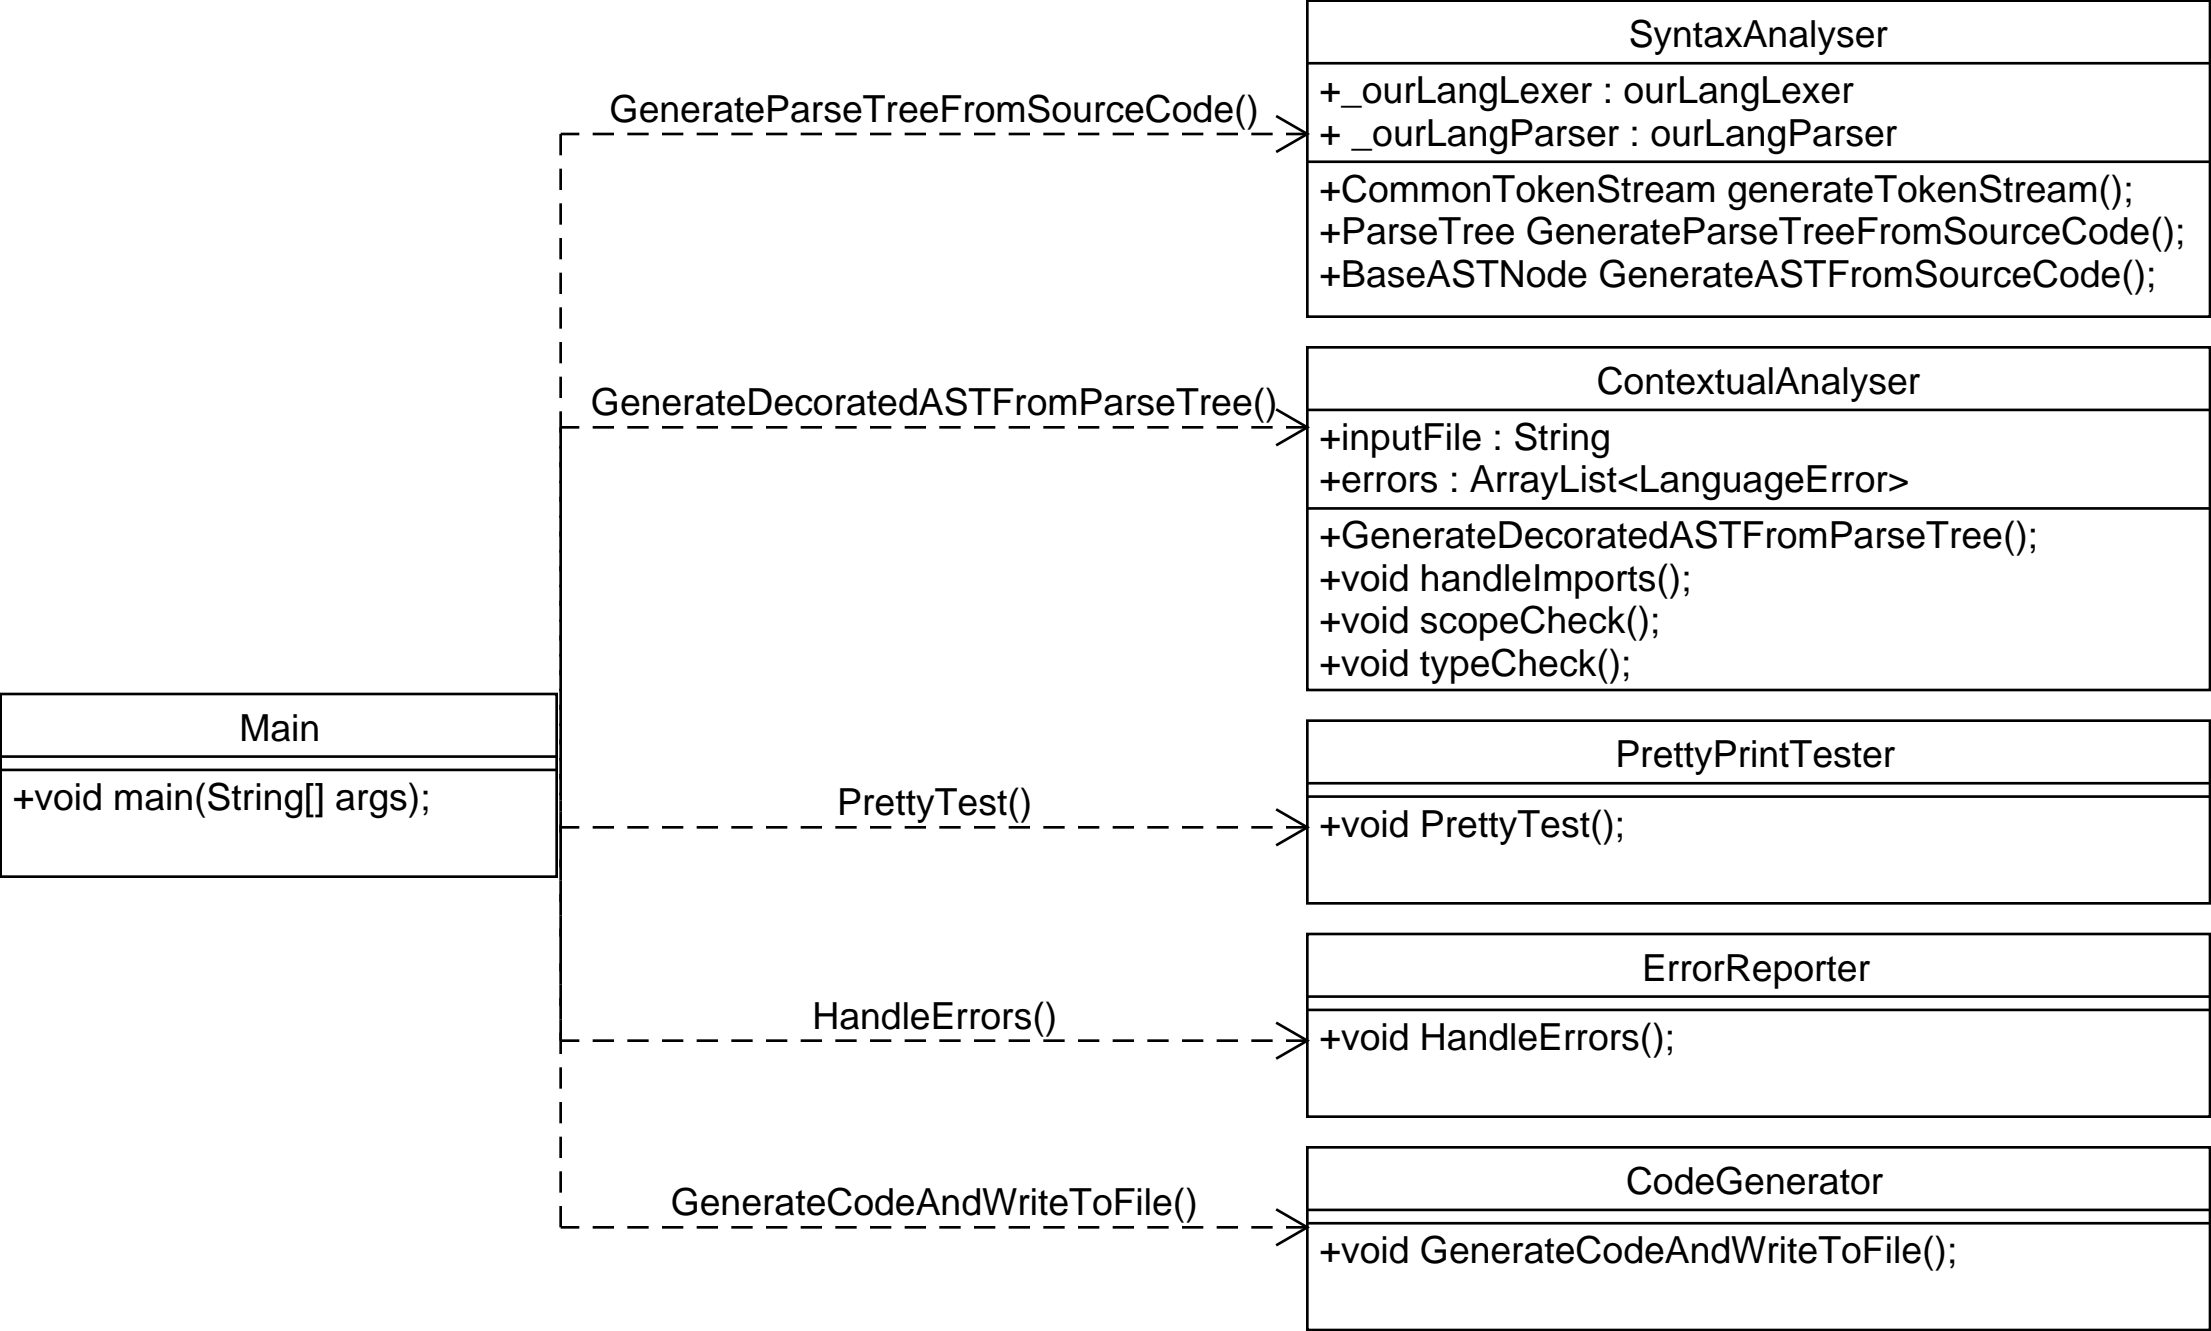 SyntaxAnalyser
+_ourLangLexer : ourLangLexer
+ _ourLangParser : ourLangParser
+CommonTokenStream generateTokenStream();
+ParseTree GenerateParseTreeFromSourceCode();
+BaseASTNode GenerateASTFromSourceCode();
GenerateParseTreeFromSourceCode()
ContextualAnalyser
+inputFile : String
+errors : ArrayList<LanguageError>
+GenerateDecoratedASTFromParseTree();
+void handleImports();
+void scopeCheck();
+void typeCheck();
GenerateDecoratedASTFromParseTree()
Main
+void main(String[] args);
PrettyPrintTester
+void PrettyTest();
PrettyTest()
ErrorReporter
+void HandleErrors();
HandleErrors()
CodeGenerator
+void GenerateCodeAndWriteToFile();
GenerateCodeAndWriteToFile()